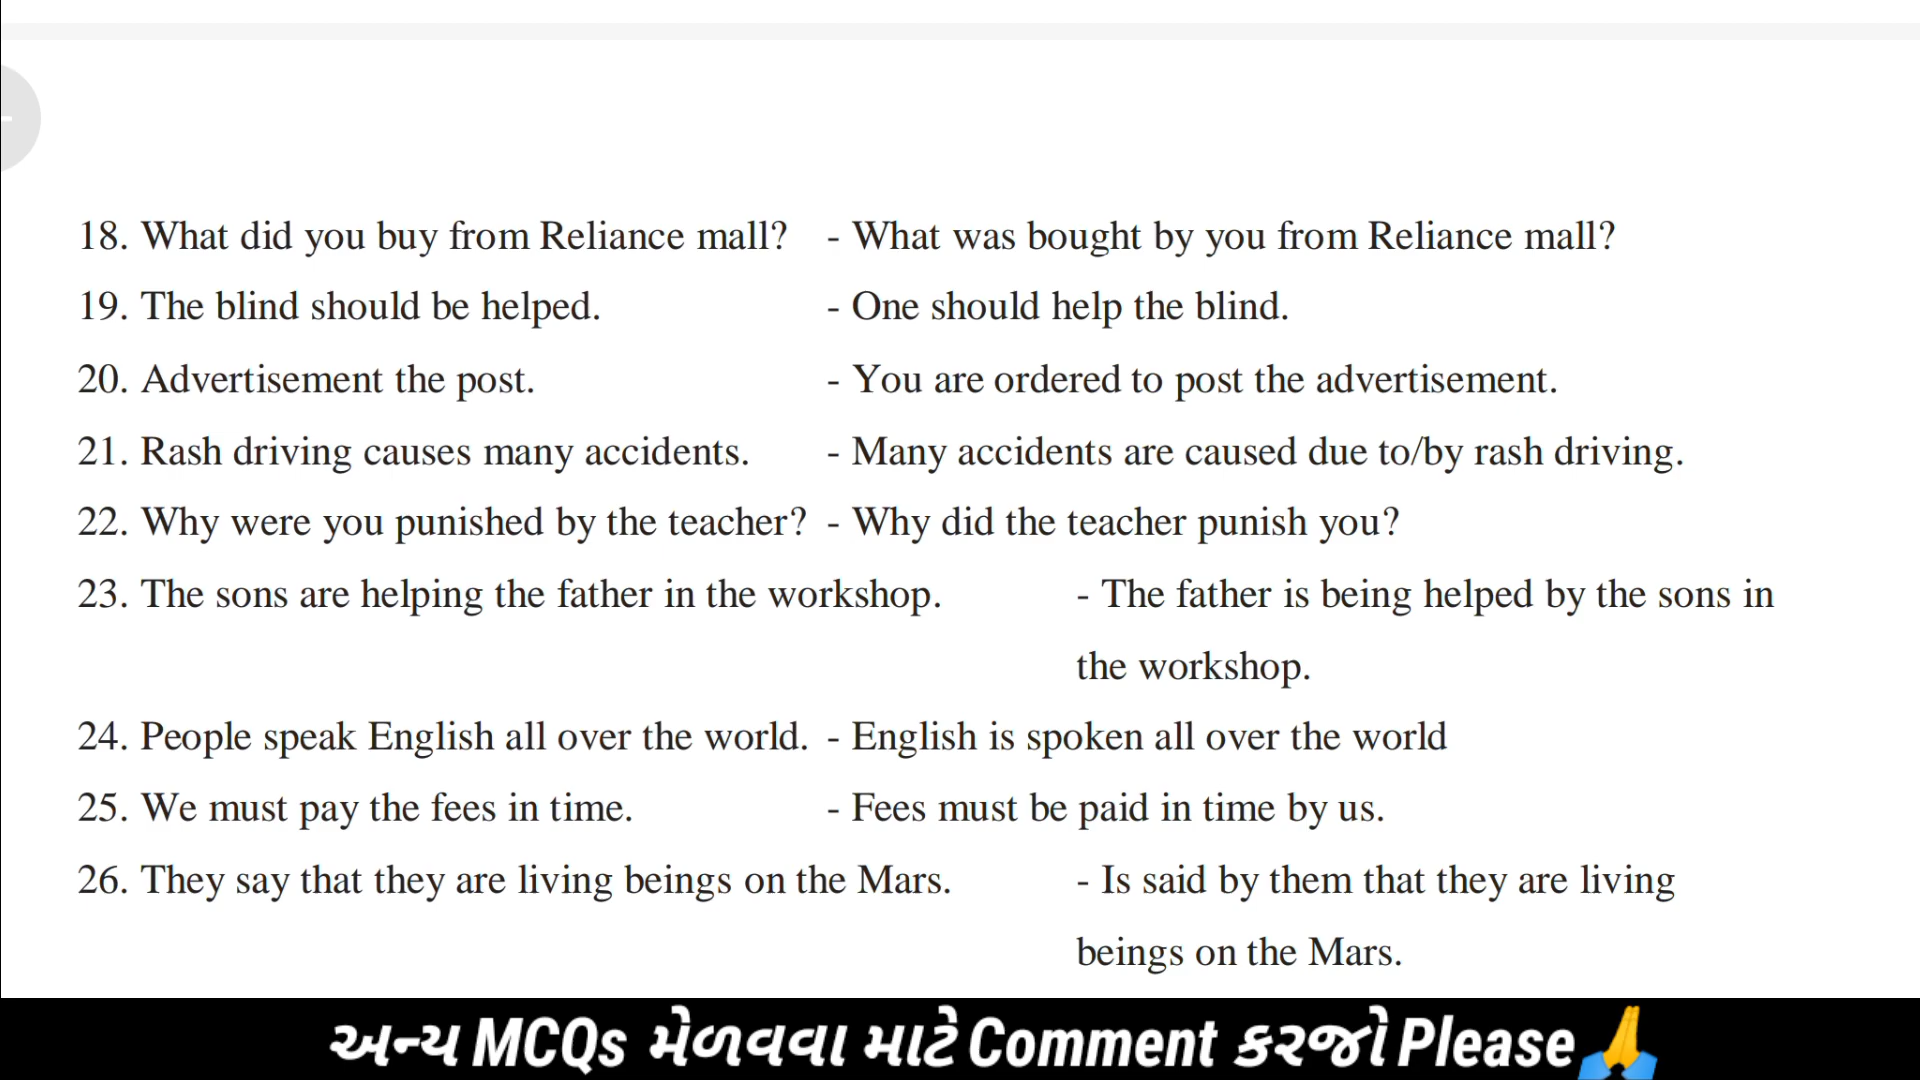 18. What did you buy from Reliance mall? - What was bought by you from Reliance mall?
19. The blind should be helped. - One should help the blind.
20. Advertisement the post. - You are ordered to post the advertisement.
21. Rash driving causes many accidents. - Many accidents are caused due to/by rash driving.
22. Why were you punished by the teacher? - Why did the teacher punish you?
23. The sons are helping the father in the workshop. - The father is being helped by the sons in
the workshop.
24. People speak English all over the world. - English is spoken all over the world
25. We must pay the fees in time. - Fees must be paid in time by us.
26. They say that they are living beings on the Mars. - Is said by them that they are living
beings on the Mars.
અન્ય MCQs મેળવવા માટે Comment કરજો Please🙏